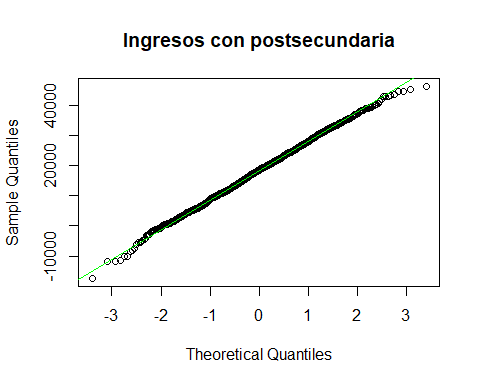 Ingresos con postsecundaria
Sample Quantiles
40000
20000
-10000
-3 -2 -1 0 1 2 3
Theoretical Quantiles